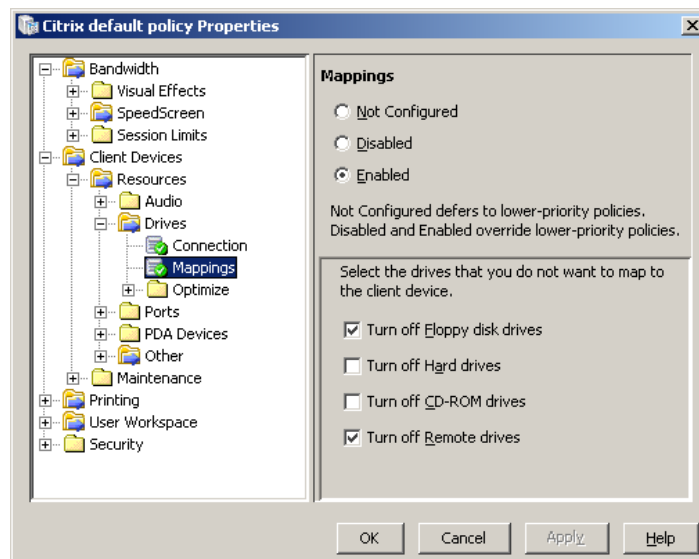 Citrix default policy Properties
Bandwidth
Visual Effects
SpeedScreen
Session Limits
Client Devices
Resources
Audio
Drives
Connection
Mappings
Optimize
Ports
PDA Devices
Other
Maintenance
Printing
User Workspace
Security
Mappings
Not Configured
Disabled
Enabled
Not Configured defers to lower-priority policies.
Disabled and Enabled override lower-priority policies.
Select the drives that you do not want to map to
the client device.
Turn off Floppy disk drives
Turn off Hard drives
Turn off CD-ROM drives
Turn off Remote drives
OK
Cancel
Apply
Help